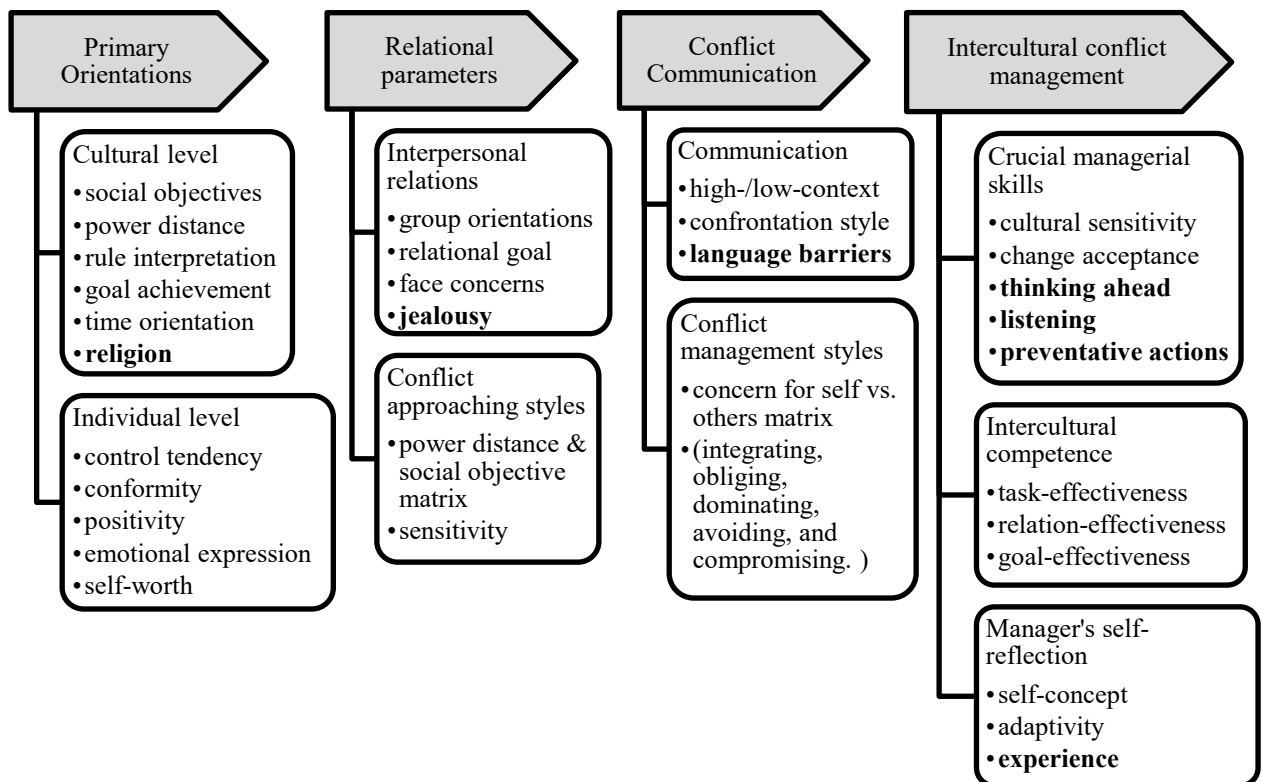 Primary
Orientations
Cultural level
•social objectives
•power distance
•rule interpretation
•goal achievement
•time orientation
•religion
Individual level
•control tendency
•conformity
•positivity
•emotional expression
•self-worth
Relational
parameters
Interpersonal
relations
•group orientations
•relational goal
•face concerns
•jealousy
Conflict
approaching styles
•power distance &
social objective
matrix
•sensitivity
Conflict
Communication
Communication
•high-/low-context
•confrontation style
•language barriers
Conflict
management styles
•concern for self vs.
others matrix
•(integrating,
obliging,
dominating,
avoiding, and
compromising. )
Intercultural conflict
management
Crucial managerial
skills
•cultural sensitivity
•change acceptance
•thinking ahead
•listening
•preventative actions
Intercultural
competence
•task-effectiveness
•relation-effectiveness
•goal-effectiveness
Manager's self-
reflection
•self-concept
•adaptivity
•experience